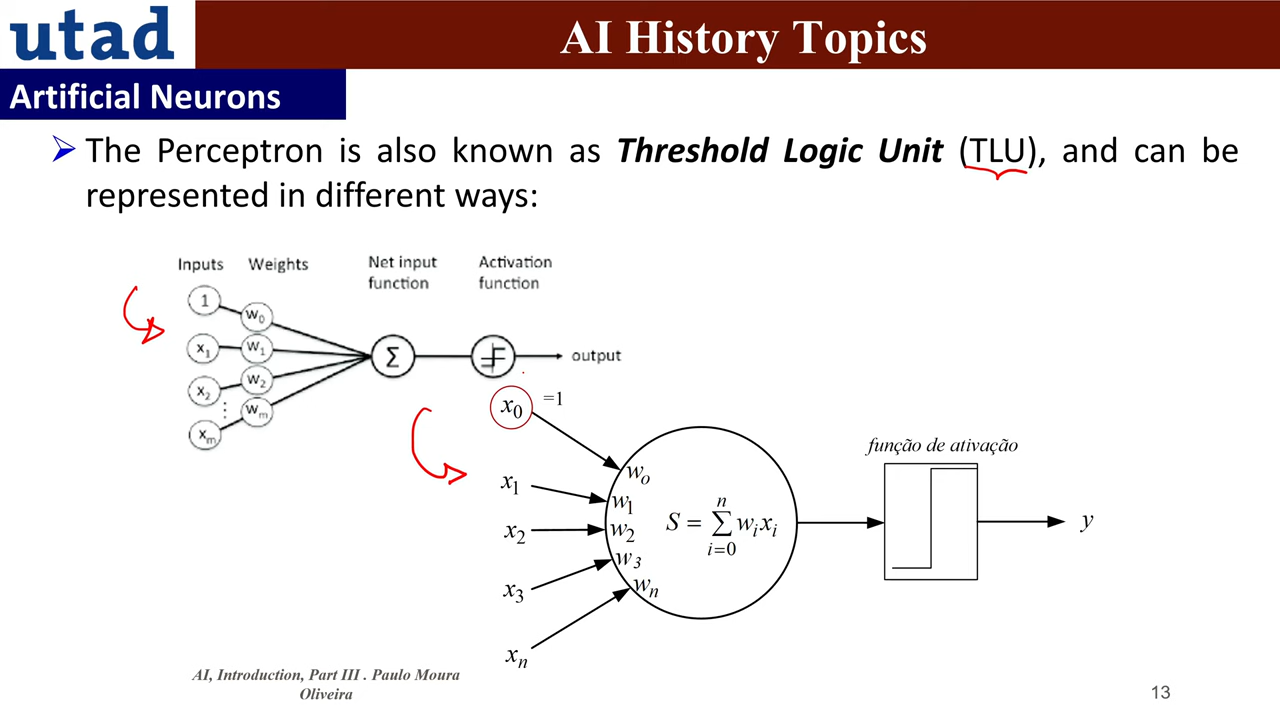 utad
AI History Topics
Artificial Neurons
The Perceptron is also known as Threshold Logic Unit (TLU), and can be
represented in different ways:
Inputs Weights Net input function Activation function
1 w0
x1 w1
x2 w2
⋮ wm
xm
Σ
output
x0 =1
x1
x2
x3
xn
wo
w1
w2
w3
wn
S = ∑ i=0 n wi xi
função de ativação
y
AI, Introduction, Part III . Paulo Moura
Oliveira
13